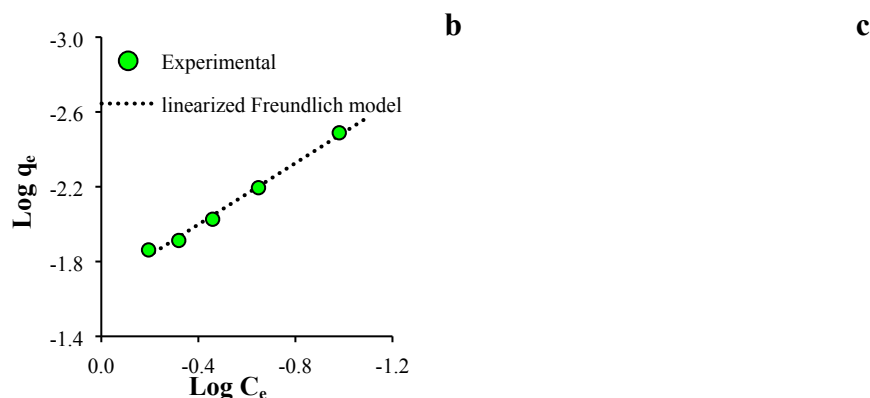 b
c
-3.0
Experimental
linearized Freundlich model
-2.6
-2.2
-1.8
-1.4
Log qe
0.0 -0.4 -0.8 -1.2
Log Ce